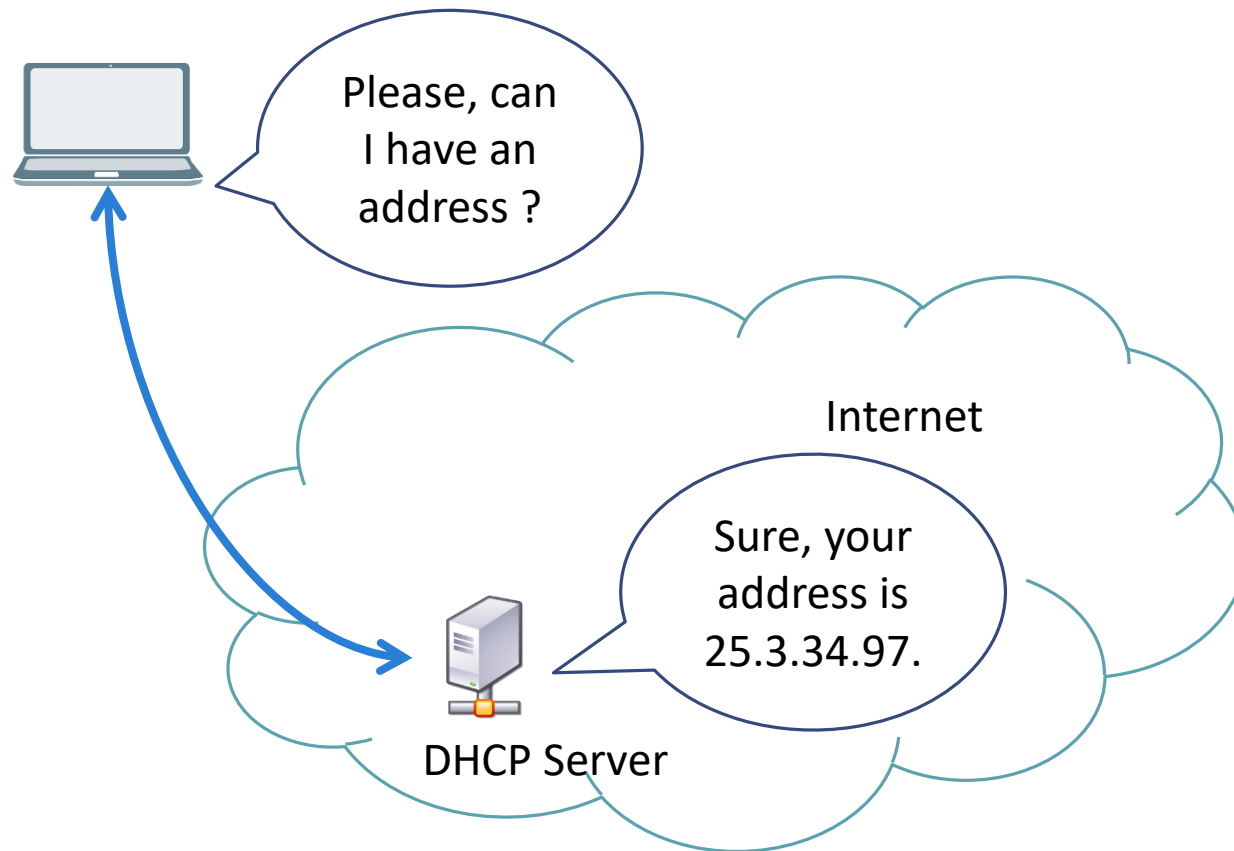 Please, can
I have an
address ?
Internet
Sure, your
address is
25.3.34.97.
DHCP Server